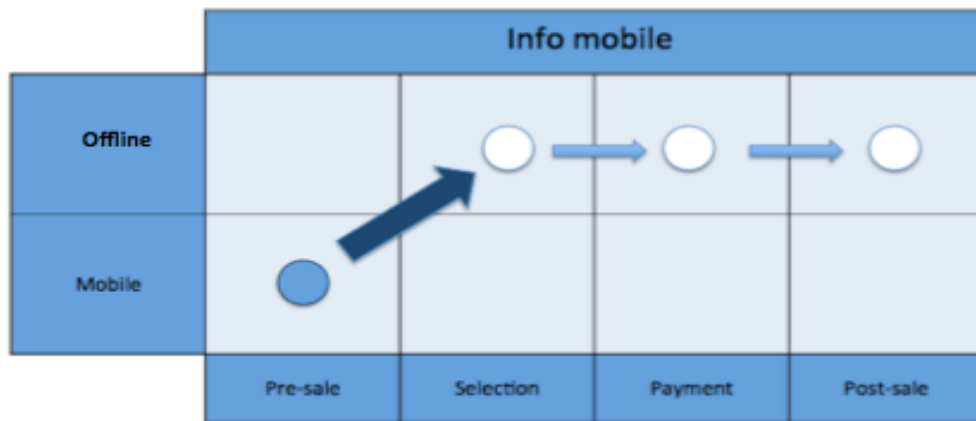 Info mobile
Offline
Mobile
Pre-sale
Selection
Payment
Post-sale